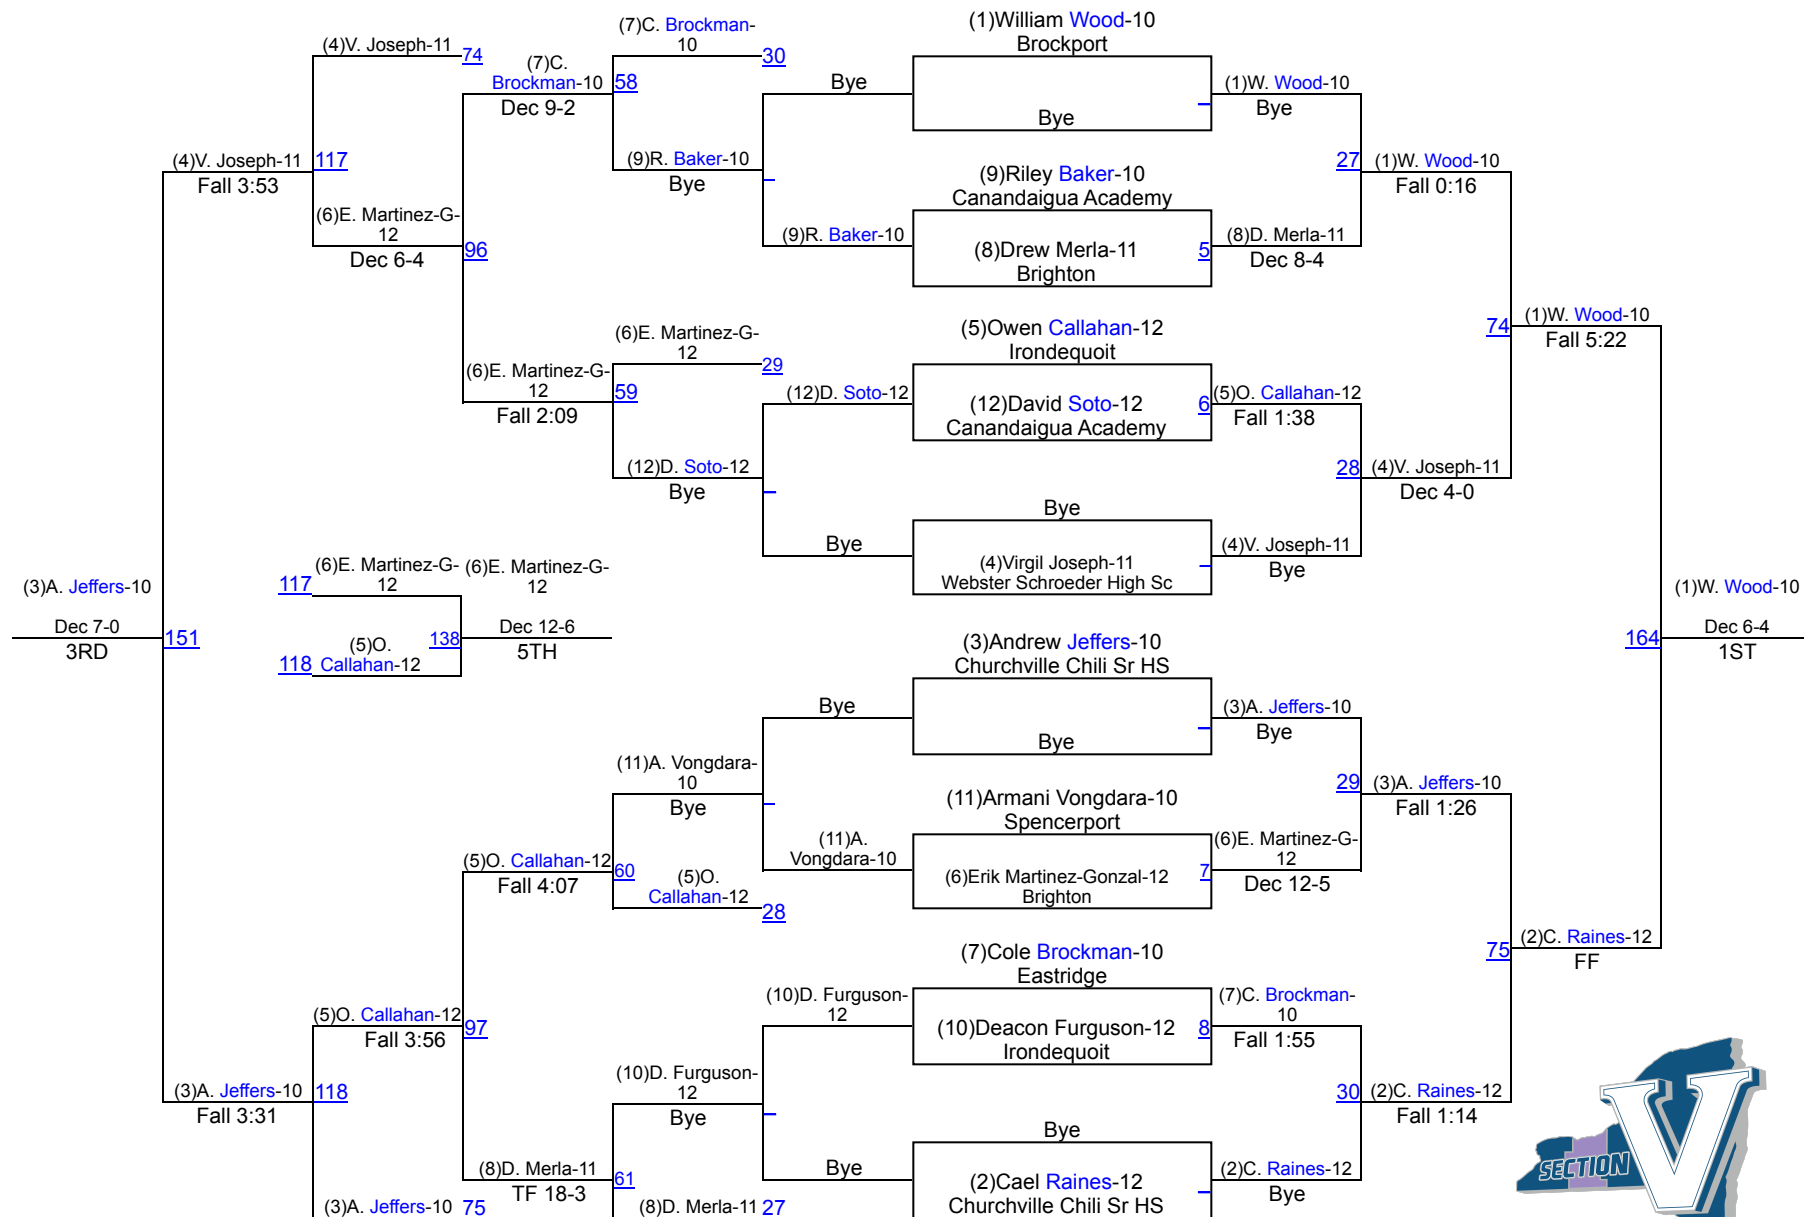 (1)William Wood-10
Brockport
Bye
(9)Riley Baker-10
Canandaigua Academy
(8)Drew Merla-11
5
Brighton
(5)Owen Callahan-12
Irondequoit
(12)David Soto-12
6
Canandaigua Academy
Bye
(4)Virgil Joseph-11
Webster Schroeder High Sc
(3)Andrew Jeffers-10
Churchville Chili Sr HS
Bye
(11)Armani Vongdara-10
Spencerport
(6)Erik Martinez-Gonzal-12
7
Brighton
(7)Cole Brockman-10
Eastridge
(10)Deacon Furguson-12
8
Irondequoit
Bye
(2)Cael Raines-12
Churchville Chili Sr HS
(1)W. Wood-10
Bye
27
(8)D. Merla-11
Dec 8-4
(5)O. Callahan-12
Fall 1:38
28
(4)V. Joseph-11
Bye
(3)A. Jeffers-10
Bye
29
(6)E. Martinez-G-
12
Dec 12-5
(7)C. Brockman-
10
Fall 1:55
30
(2)C. Raines-12
Bye
(1)W. Wood-10
Fall 0:16
74
(4)V. Joseph-11
Dec 4-0
(3)A. Jeffers-10
Fall 1:26
75
(2)C. Raines-12
Fall 1:14
(1)W. Wood-10
Fall 5:22
164
(2)C. Raines-12
FF
(1)W. Wood-10
Dec 6-4
1ST
Bye
(9)R. Baker-10
(12)D. Soto-12
Bye
Bye
(11)A.
Vongdara-10
(10)D. Furguson-
12
Bye
(7)C. Brockman-
10
30
58
(9)R. Baker-10
Bye
(6)E. Martinez-G-
12
29
59
(12)D. Soto-12
Bye
(11)A. Vongdara-
10
Bye
60
(5)O.
Callahan-12
28
(10)D. Furguson-
12
Bye
61
(8)D. Merla-11 27
(7)C.
Brockman-10
Dec 9-2
96
(6)E. Martinez-G-
12
Fall 2:09
(5)O. Callahan-12
Fall 4:07
97
(8)D. Merla-11
TF 18-3
(4)V. Joseph-11
74
117
(6)E. Martinez-G-
12
Dec 6-4
(5)O. Callahan-12
Fall 3:56
118
(3)A. Jeffers-10 75
(4)V. Joseph-11
Fall 3:53
151
(3)A. Jeffers-10
Fall 3:31
(3)A. Jeffers-10
Dec 7-0
3RD
(6)E. Martinez-G-
12
117
(5)O.
Callahan-12
118
138
(6)E. Martinez-G-
12
Dec 12-6
5TH
SECTION V